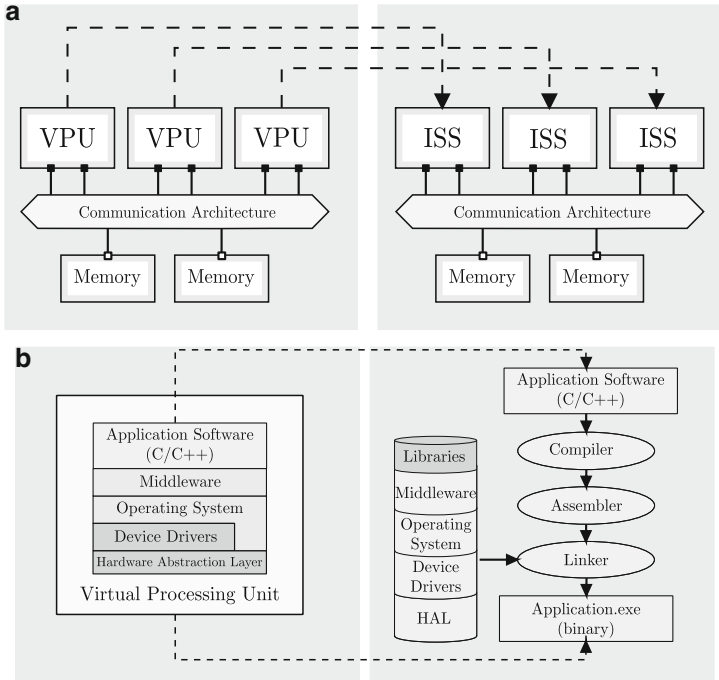 a
VPU
VPU
VPU
Communication Architecture
Memory
Memory
ISS
ISS
ISS
Communication Architecture
Memory
Memory
b
Application Software
(C/C++)
Middleware
Operating System
Device Drivers
Hardware Abstraction Layer
Virtual Processing Unit
Libraries
Middleware
Operating
System
Device
Drivers
HAL
Application Software
(C/C++)
Compiler
Assembler
Linker
Application.exe
(binary)